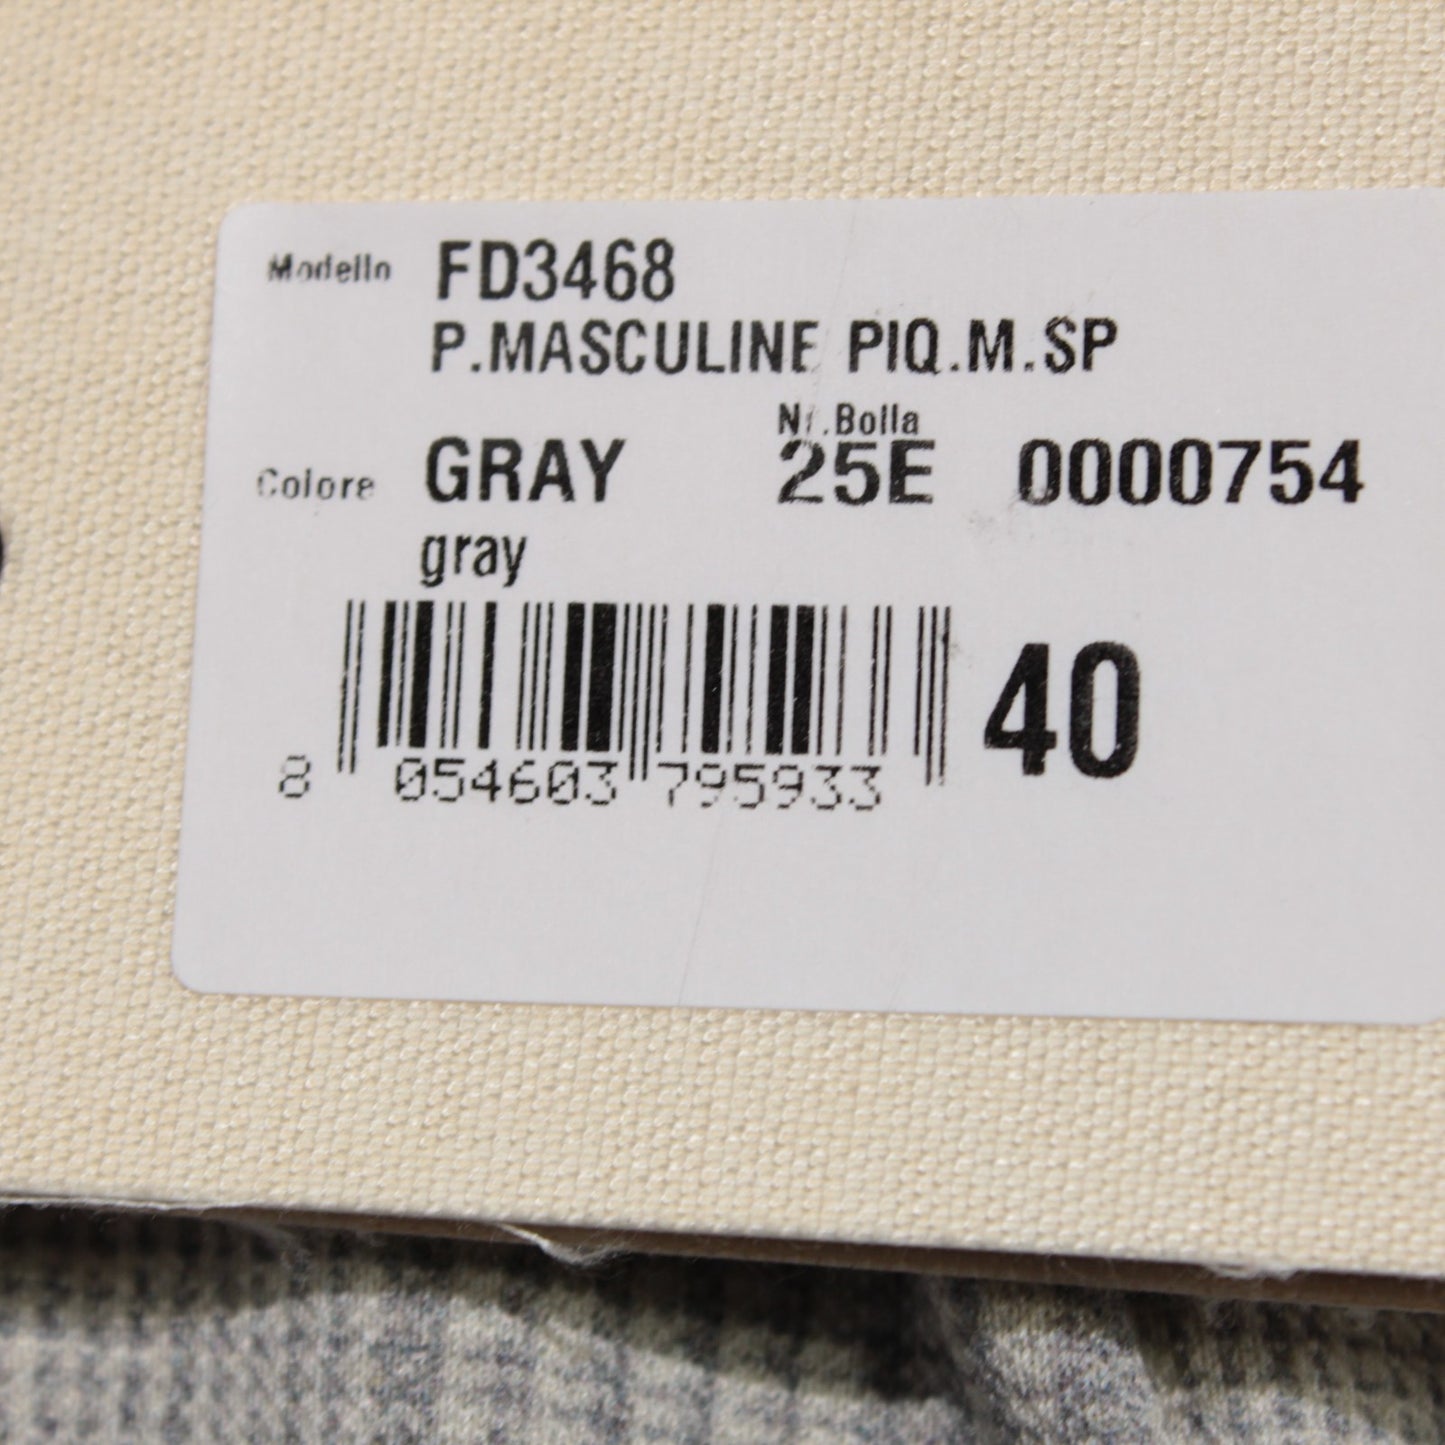 Modello FD3468
P.MASCULINE PIQ.M.SP
Nr.Bolla
Colore GRAY 25E 0000754
gray
40
8 054603 795933